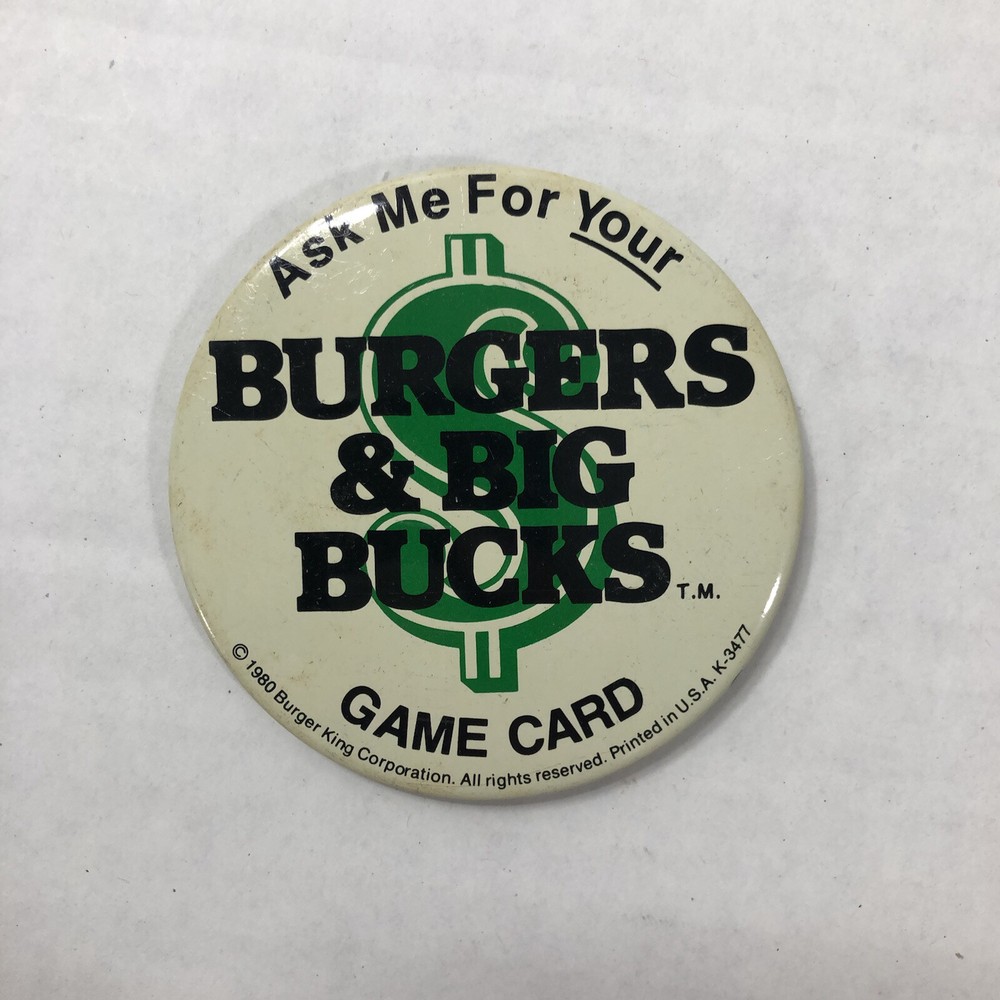 Ask Me For Your
BURGERS
& BIG
BUCKS T.M.
GAME CARD
© 1980 Burger King Corporation. All rights reserved. Printed in U.S.A. K-3477